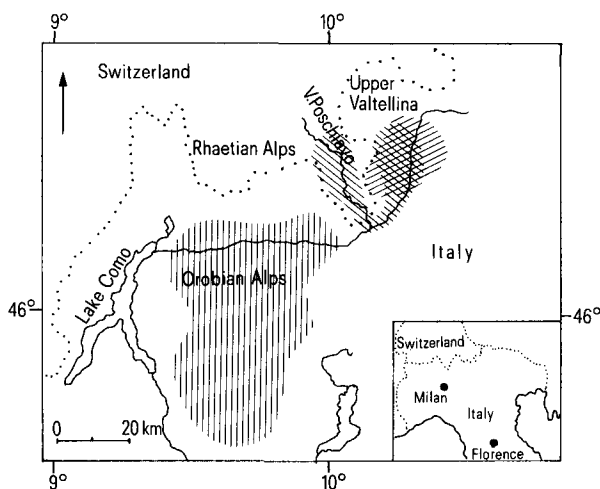 9° 10°
Switzerland
Upper
Valtellina
V.Poschiavo
Rhaetian Alps
Italy
Lake Como
Orobian Alps
46° 46°
0 20 km
Switzerland
Milan
Italy
Florence
9° 10°